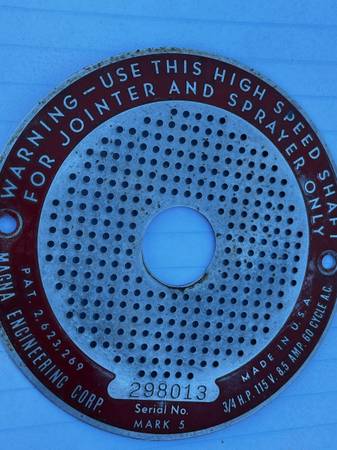 WARNING—USE THIS HIGH SPEED SHAFT
FOR JOINTER AND SPRAYER ONLY
MAGNA ENGINEERING CORP.
PAT. 2,623,269
298013
Serial No.
MARK 5
MADE IN U.S.A.
3/4 H.P. 115 V. 8.5 AMP. 60 CYCLE A.C.